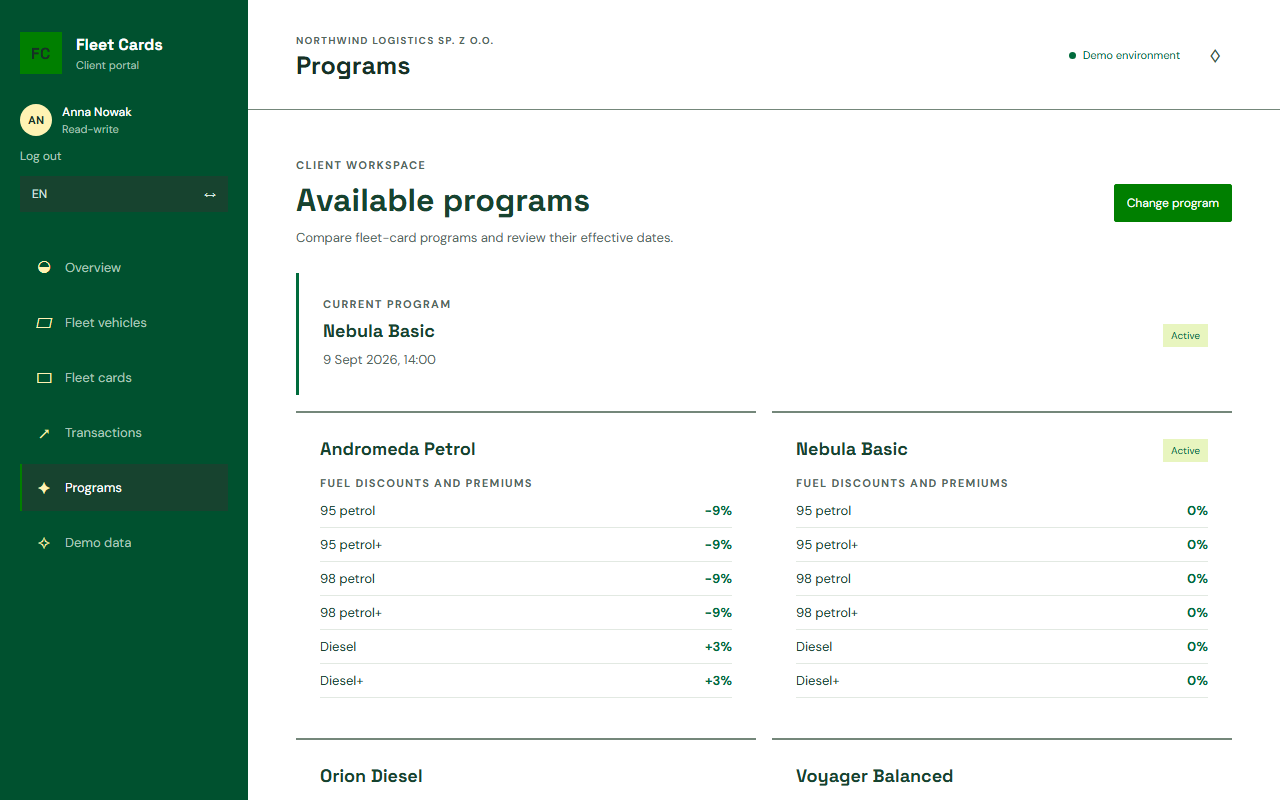 FC
Fleet Cards
Client portal
AN
Anna Nowak
Read-write
Log out
EN
Overview
Fleet vehicles
Fleet cards
Transactions
Programs
Demo data
NORTHWIND LOGISTICS SP. Z O.O.
Programs
Demo environment
CLIENT WORKSPACE
Available programs
Compare fleet-card programs and review their effective dates.
Change program
CURRENT PROGRAM
Nebula Basic
9 Sept 2026, 14:00
Active
Andromeda Petrol
FUEL DISCOUNTS AND PREMIUMS
95 petrol -9%
95 petrol+ -9%
98 petrol -9%
98 petrol+ -9%
Diesel +3%
Diesel+ +3%
Nebula Basic
Active
FUEL DISCOUNTS AND PREMIUMS
95 petrol 0%
95 petrol+ 0%
98 petrol 0%
98 petrol+ 0%
Diesel 0%
Diesel+ 0%
Orion Diesel
Voyager Balanced